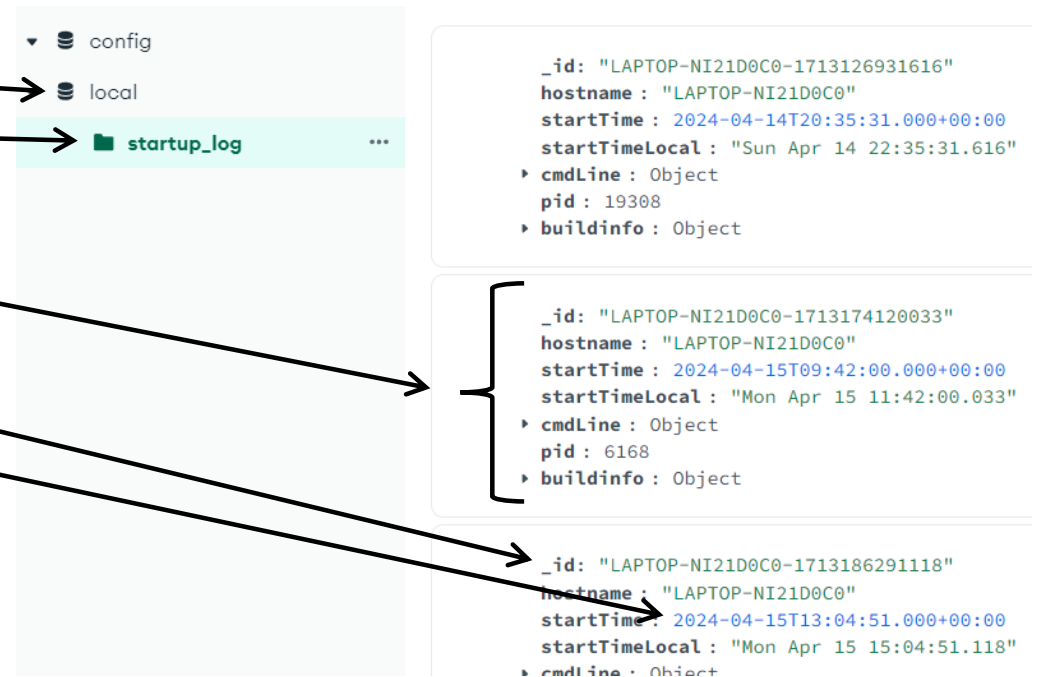 config
local
startup_log
_id: "LAPTOP-NI21D0C0-1713126931616"
hostname : "LAPTOP-NI21D0C0"
startTime : 2024-04-14T20:35:31.000+00:00
startTimeLocal : "Sun Apr 14 22:35:31.616"
cmdLine : Object
pid : 19308
buildinfo : Object
_id: "LAPTOP-NI21D0C0-1713174120033"
hostname : "LAPTOP-NI21D0C0"
startTime : 2024-04-15T09:42:00.000+00:00
startTimeLocal : "Mon Apr 15 11:42:00.033"
cmdLine : Object
pid : 6168
buildinfo : Object
_id: "LAPTOP-NI21D0C0-1713186291118"
hostname : "LAPTOP-NI21D0C0"
startTime : 2024-04-15T13:04:51.000+00:00
startTimeLocal : "Mon Apr 15 15:04:51.118"
cmdLine : Object